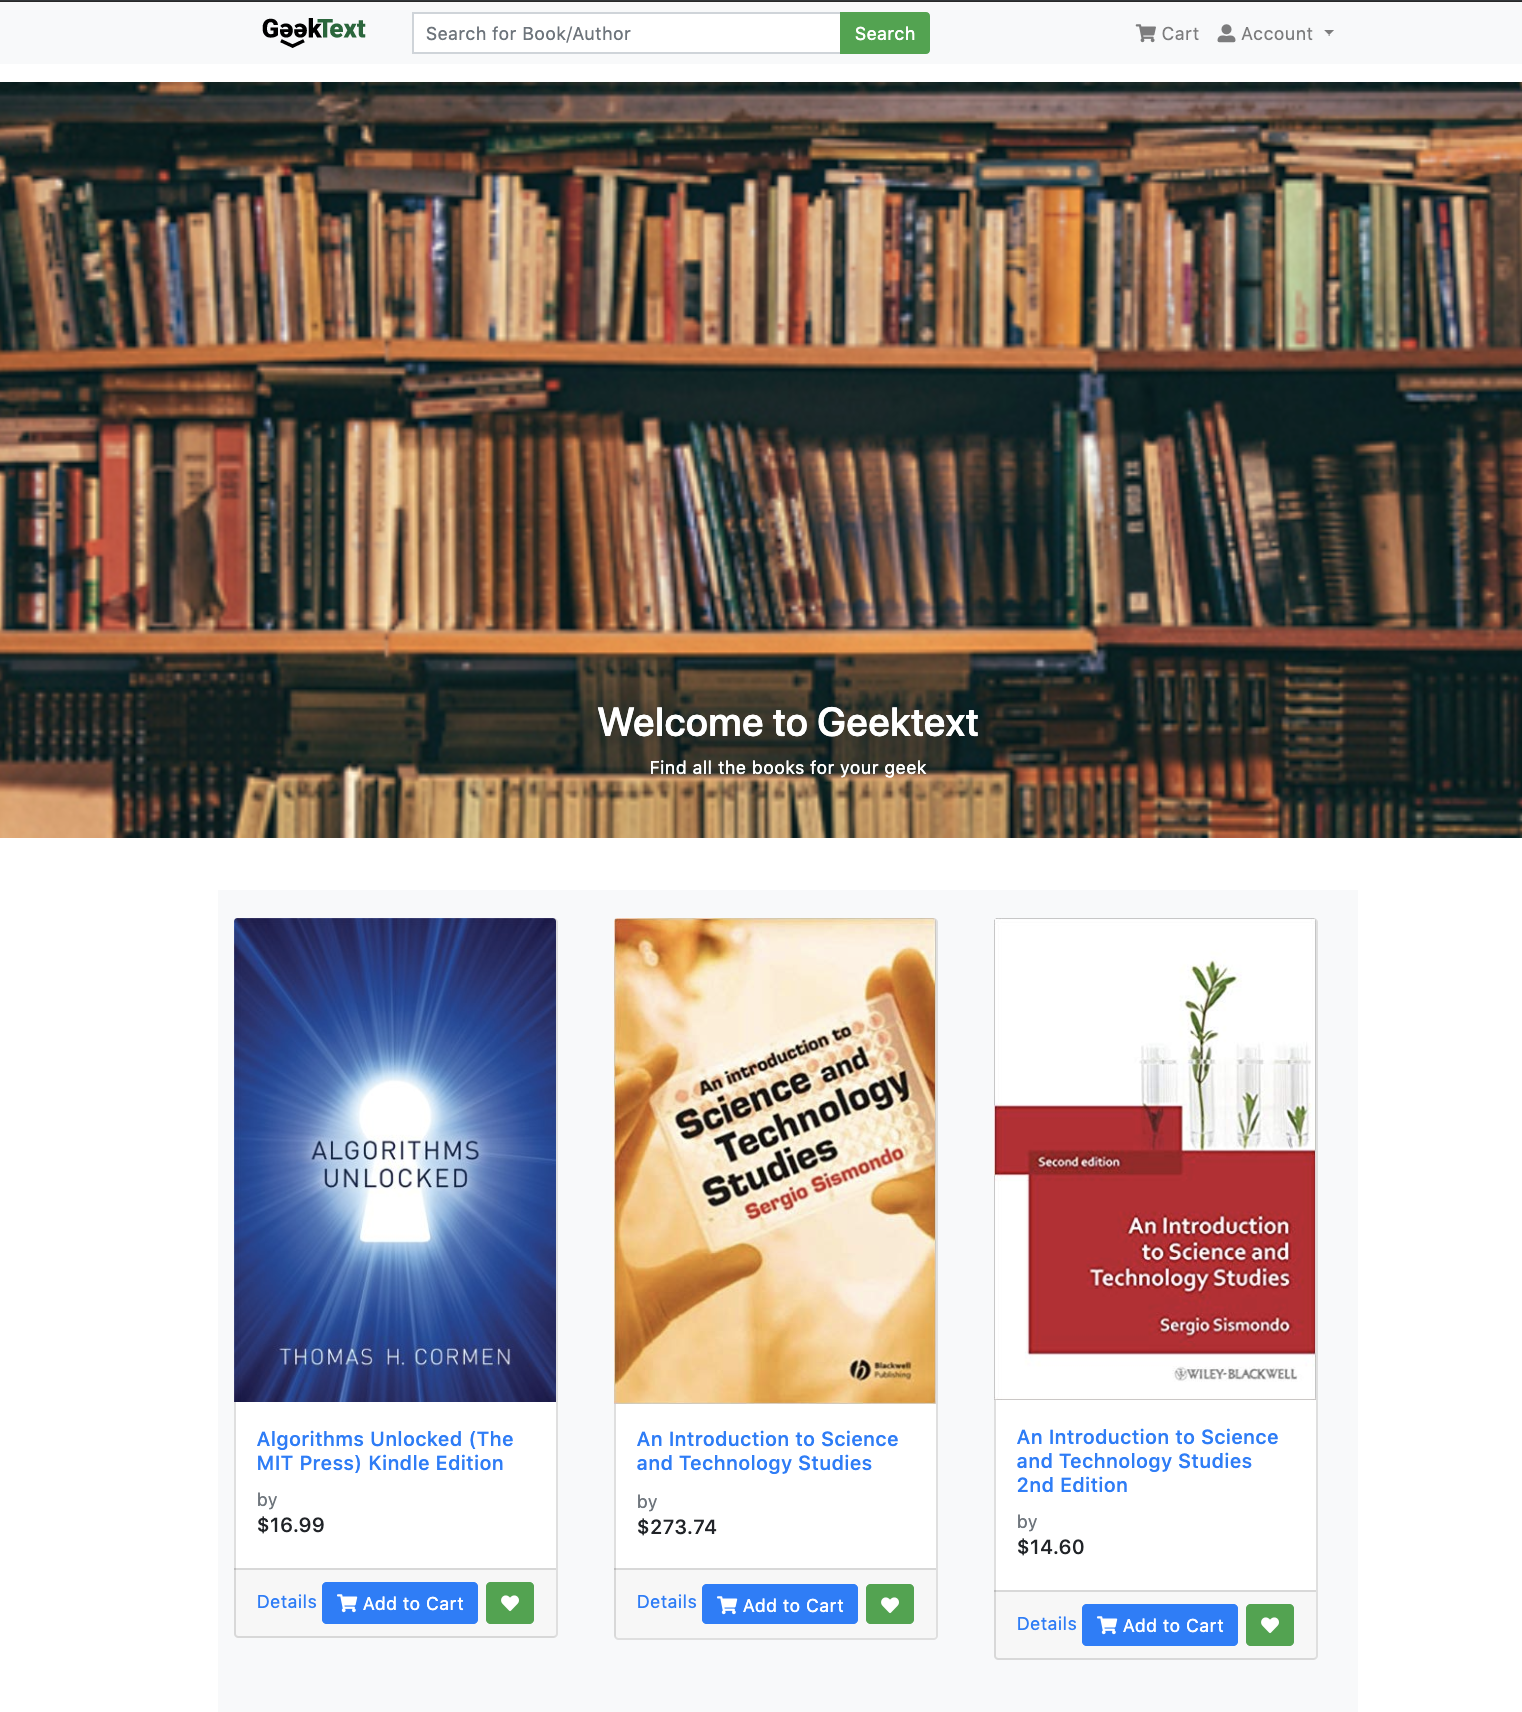 GeekText
Search for Book/Author
Search
Cart
Account
Welcome to Geektext
Find all the books for your geek
ALGORITHMS
UNLOCKED
THOMAS H. CORMEN
Algorithms Unlocked (The
MIT Press) Kindle Edition
by
$16.99
Details
Add to Cart
An introduction to
Science and
Technology
Studies
Sergio Sismondo
Blackwell
Publishing
An Introduction to Science
and Technology Studies
by
$273.74
Details
Add to Cart
Second edition
An Introduction
to Science and
Technology Studies
Sergio Sismondo
WILEY-BLACKWELL
An Introduction to Science
and Technology Studies
2nd Edition
by
$14.60
Details
Add to Cart